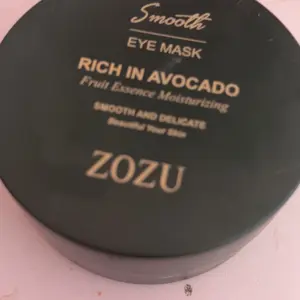 Smooth
EYE MASK
RICH IN AVOCADO
Fruit Essence Moisturizing
SMOOTH AND DELICATE
Beautiful Your Skin
ZOZU